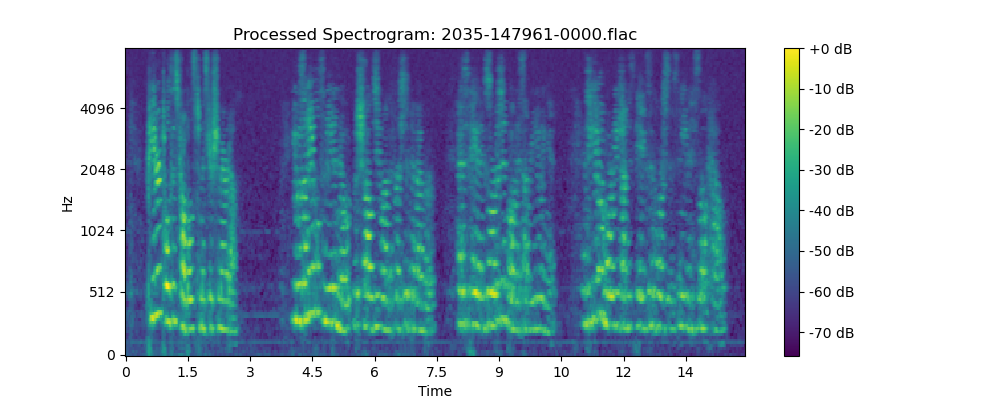 Processed Spectrogram: 2035-147961-0000.flac
Hz
4096
2048
1024
512
0
0 1.5 3 4.5 6 7.5 9 10 12 14
Time
+0 dB
-10 dB
-20 dB
-30 dB
-40 dB
-50 dB
-60 dB
-70 dB